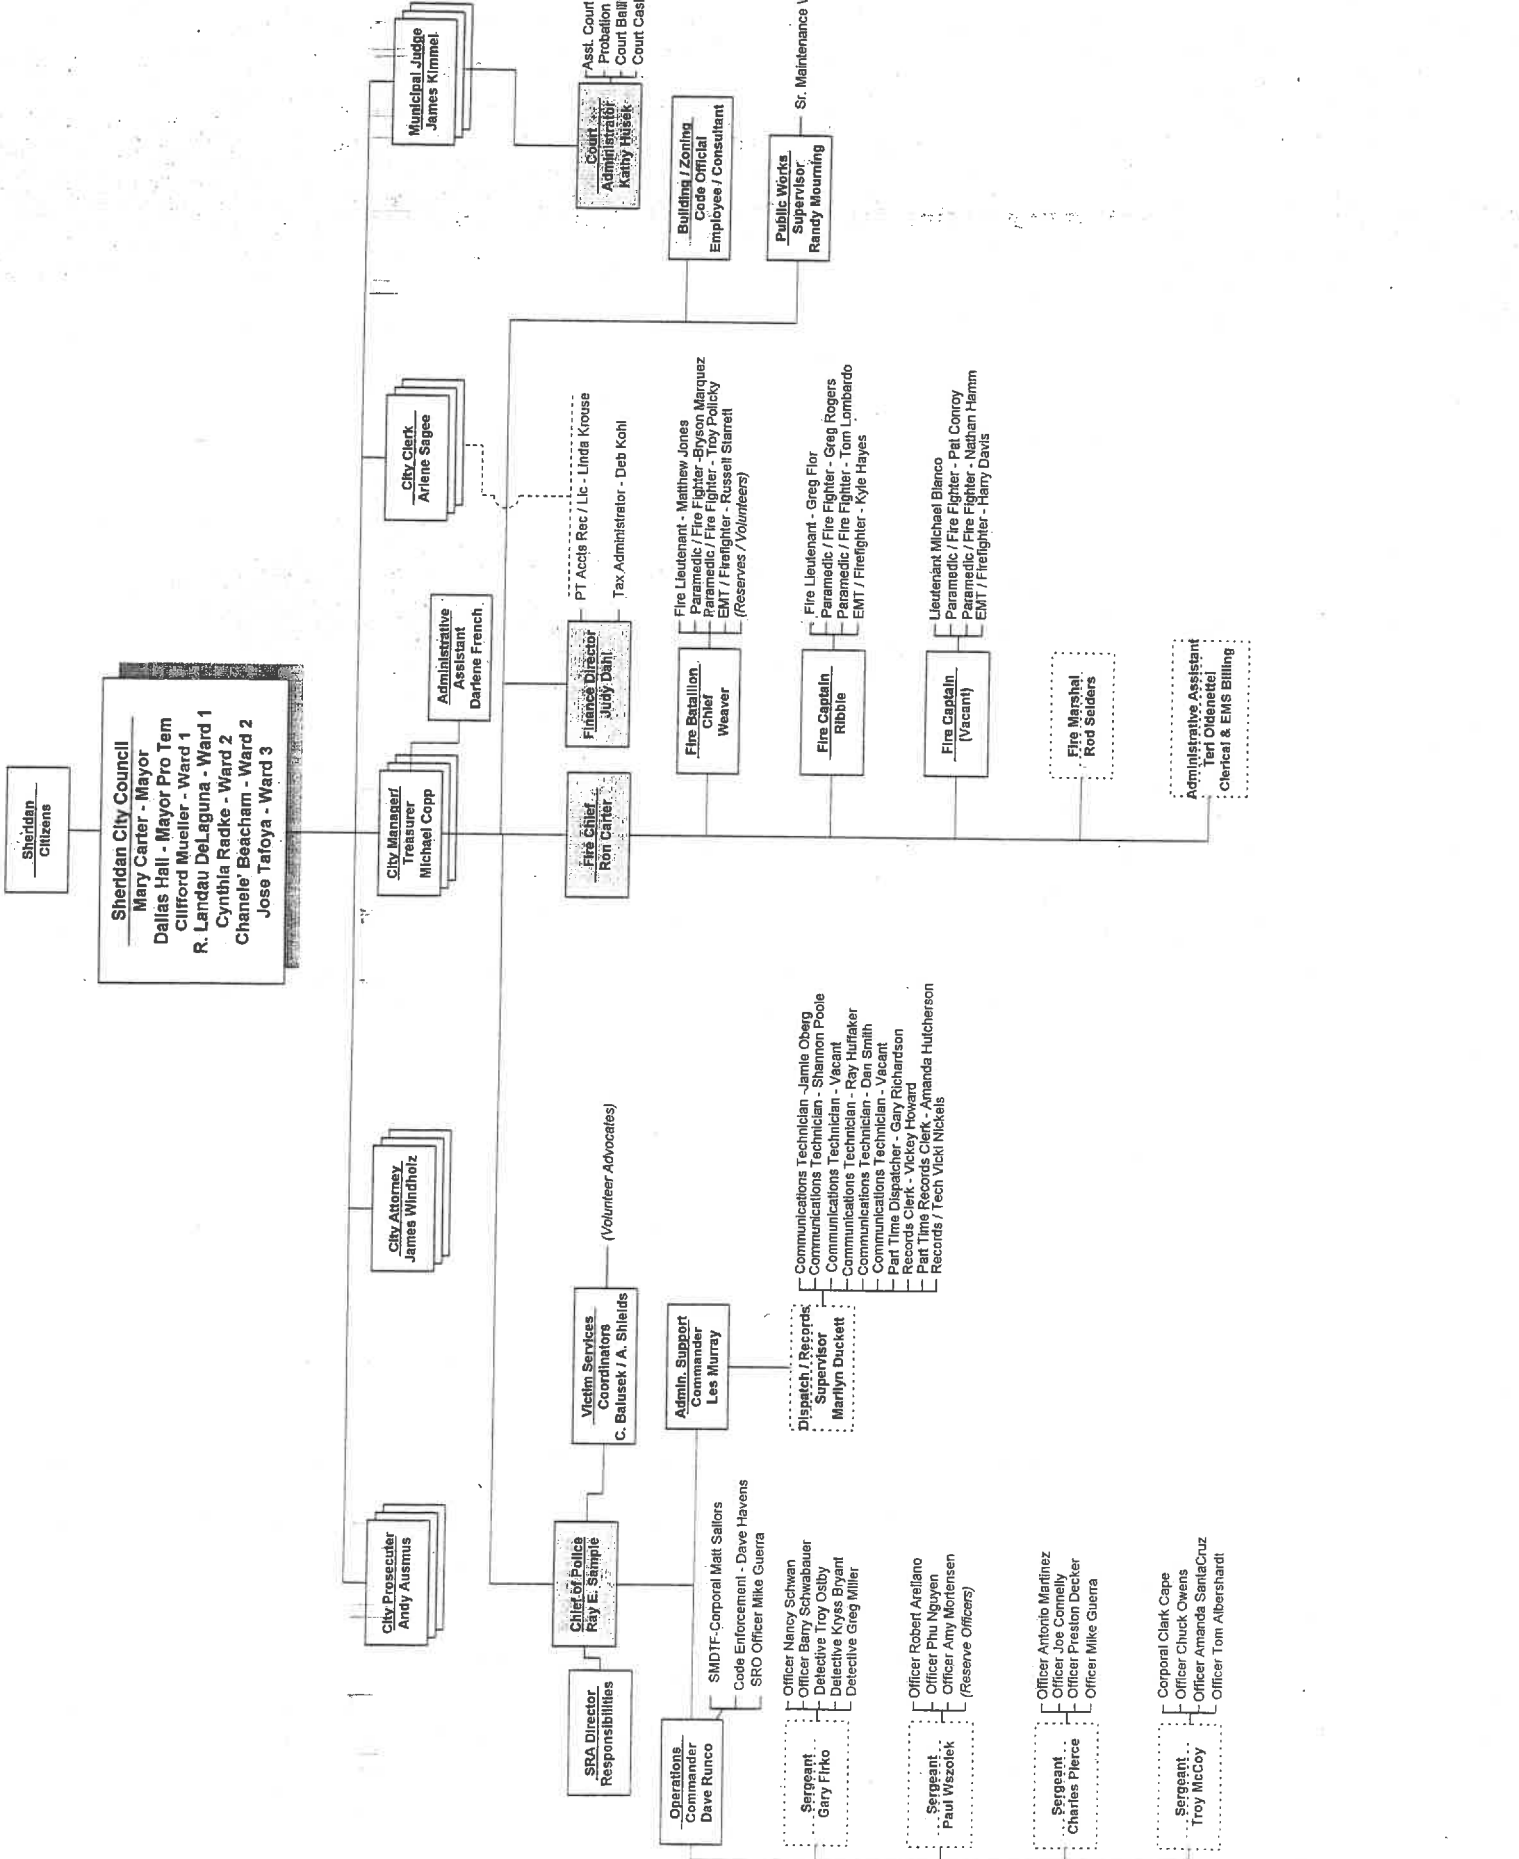 Sheridan
Citizens
Sheridan City Council
Mary Carter - Mayor
Dallas Hall - Mayor Pro Tem
Clifford Mueller - Ward 1
R. Landau DeLaguna - Ward 1
Cynthia Radke - Ward 2
Chanele' Beacham - Ward 2
Jose Tafoya - Ward 3
City Prosecuter
Andy Ausmus
City Attorney
James Windholz
City Manager/
Treasurer
Michael Copp
City Clerk
Arlene Sagee
Municipal Judge
James Kimmel
Administrative
Assistant
Darlene French
SRA Director
Responsibilities
Chief of Police
Ray E. Sample
Victim Services
Coordinators
C. Balusek / A. Shields
(Volunteer Advocates)
Fire Chief
Ron Carter
Finance Director
Judy Dahl
PT Accts Rec / Lic - Linda Krouse
Tax Administrator - Deb Kohl
Court
Administrator
Kathy Husek
Asst. Court
Probation
Court
Court
Operations
Commander
Dave Runco
SMDTF-Corporal Matt Sailors
Code Enforcement - Dave Havens
SRO Officer Mike Guerra
Admin. Support
Commander
Les Murray
Fire Batallion
Chief
Weaver
Fire Lieutenant - Matthew Jones
Paramedic / Fire Fighter -Bryson Marquez
Paramedic / Fire Fighter - Troy Policky
EMT / Firefighter - Russell Starrett
(Reserves / Volunteers)
Building / Zoning
Code Official
Employee / Consultant
Sergeant
Gary Firko
Officer Nancy Schwan
Officer Barry Schwabauer
Detective Troy Ostby
Detective Kryss Bryant
Detective Greg Miller
Dispatch / Records
Supervisor
Marilyn Duckett
Communications Technician -Jamie Oberg
Communications Technician - Shannon Poole
Communications Technician - Vacant
Communications Technician - Ray Huffaker
Communications Technician - Dan Smith
Communications Technician - Vacant
Part Time Dispatcher - Gary Richardson
Records Clerk - Vickey Howard
Part Time Records Clerk - Amanda Hutcherson
Records / Tech Vicki Nickels
Fire Captain
Ribble
Fire Lieutenant - Greg Flor
Paramedic / Fire Fighter - Greg Rogers
Paramedic / Fire Fighter - Tom Lombardo
EMT / Firefighter - Kyle Hayes
Public Works
Supervisor
Randy Mourning
Sr. Maintenance
Sergeant
Paul Wszolek
Officer Robert Arellano
Officer Phu Nguyen
Officer Amy Mortensen
(Reserve Officers)
Fire Captain
(Vacant)
Lieutenant Michael Blanco
Paramedic / Fire Fighter - Pat Conroy
Paramedic / Fire Fighter - Nathan Hamm
EMT / Firefighter - Harry Davis
Sergeant
Charles Pierce
Officer Antonio Martinez
Officer Joe Connelly
Officer Preston Decker
Officer Mike Guerra
Fire Marshal
Rod Selders
Sergeant
Troy McCoy
Corporal Clark Cape
Officer Chuck Owens
Officer Amanda SantaCruz
Officer Tom Albershardt
Administrative Assistant
Teri Oldenettel
Clerical & EMS Billing